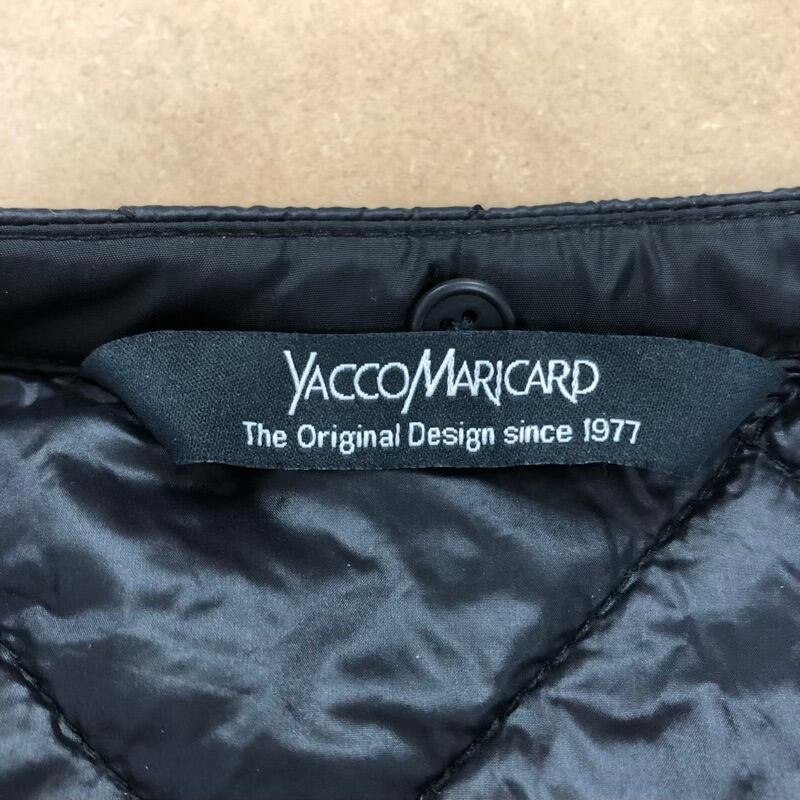 YACCOMARICARD
The Original Design since 1977